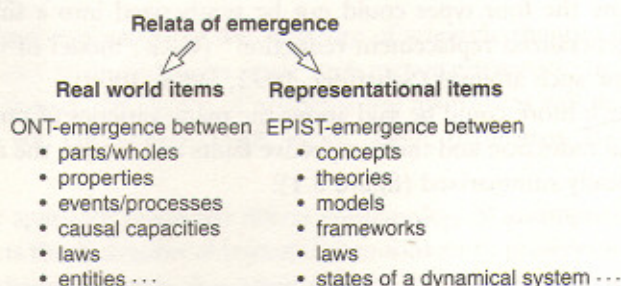 Relata of emergence
Real world items
ONT-emergence between
• parts/wholes
• properties
• events/processes
• causal capacities
• laws
• entities ···
Representational items
EPIST-emergence between
• concepts
• theories
• models
• frameworks
• laws
• states of a dynamical system ···